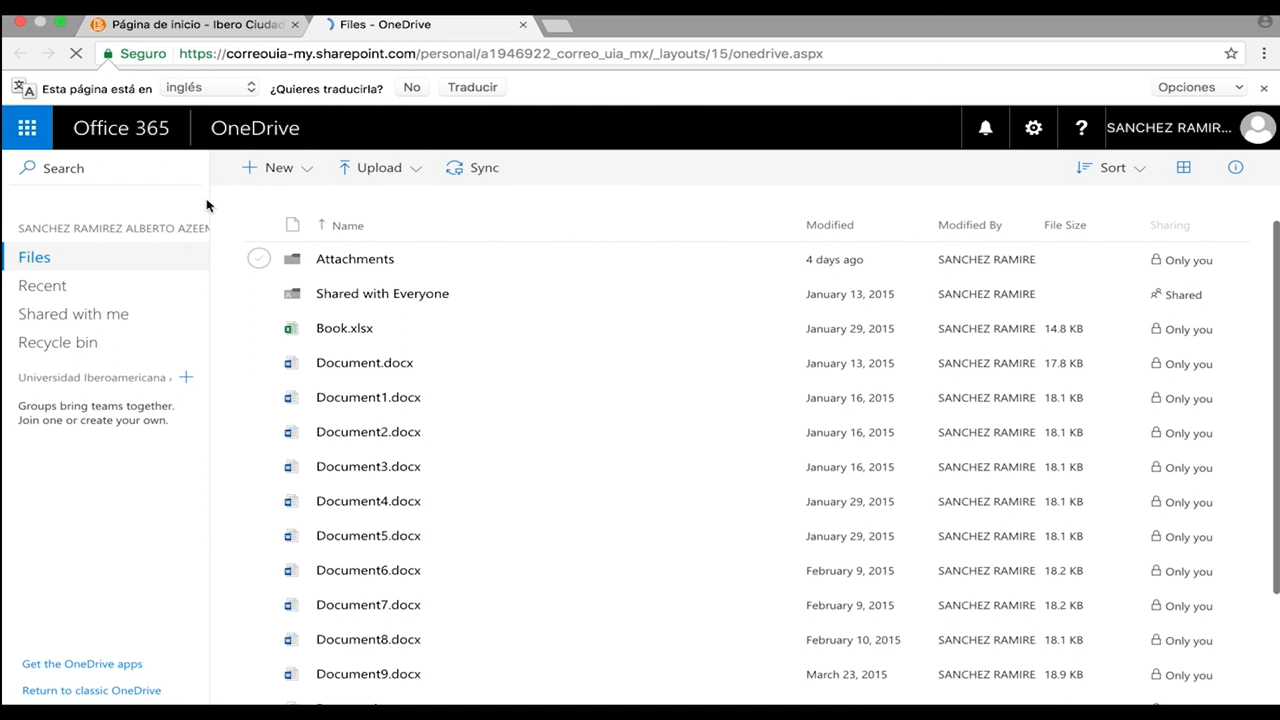 Página de inicio - Ibero Ciudad
Files - OneDrive
Seguro https://correouia-my.sharepoint.com/personal/a1946922_correo_uia_mx/_layouts/15/onedrive.aspx
Esta página está en inglés ¿Quieres traducirla? No Traducir Opciones
Office 365 OneDrive ? SANCHEZ RAMIR...
Search + New Upload Sync Sort
SANCHEZ RAMIREZ ALBERTO AZEEM
Files
Recent
Shared with me
Recycle bin
Universidad Iberoamericana +
Groups bring teams together.
Join one or create your own.
Get the OneDrive apps
Return to classic OneDrive
Name Modified Modified By File Size Sharing
Attachments 4 days ago SANCHEZ RAMIRE Only you
Shared with Everyone January 13, 2015 SANCHEZ RAMIRE Shared
Book.xlsx January 29, 2015 SANCHEZ RAMIRE 14.8 KB Only you
Document.docx January 13, 2015 SANCHEZ RAMIRE 17.8 KB Only you
Document1.docx January 16, 2015 SANCHEZ RAMIRE 18.1 KB Only you
Document2.docx January 16, 2015 SANCHEZ RAMIRE 18.1 KB Only you
Document3.docx January 16, 2015 SANCHEZ RAMIRE 18.1 KB Only you
Document4.docx January 29, 2015 SANCHEZ RAMIRE 18.1 KB Only you
Document5.docx January 29, 2015 SANCHEZ RAMIRE 18.1 KB Only you
Document6.docx February 9, 2015 SANCHEZ RAMIRE 18.2 KB Only you
Document7.docx February 9, 2015 SANCHEZ RAMIRE 18.2 KB Only you
Document8.docx February 10, 2015 SANCHEZ RAMIRE 18.1 KB Only you
Document9.docx March 23, 2015 SANCHEZ RAMIRE 18.9 KB Only you